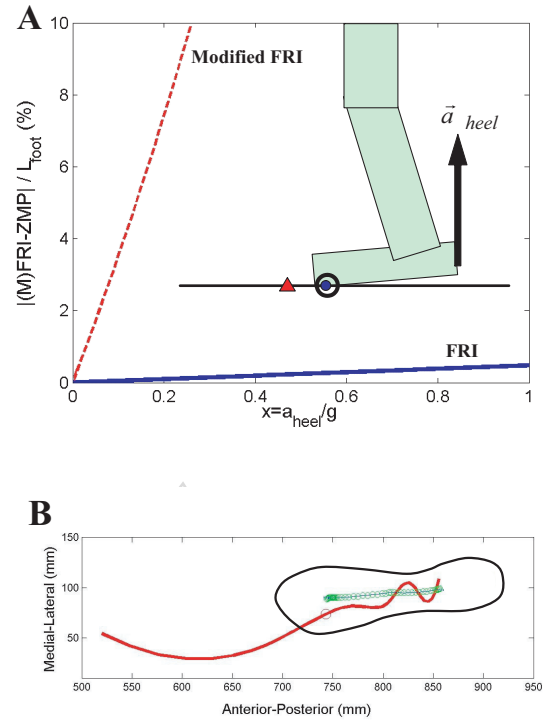 A
10
Modified FRI
8
a heel
|(M)FRI-ZMP| / Lfoot (%)
6
4
2
FRI
0
0 0.2 0.4 0.6 0.8 1
x=aheel/g
B
150
100
50
Medial-Lateral (mm)
500 550 600 650 700 750 800 850 900 950
Anterior-Posterior (mm)